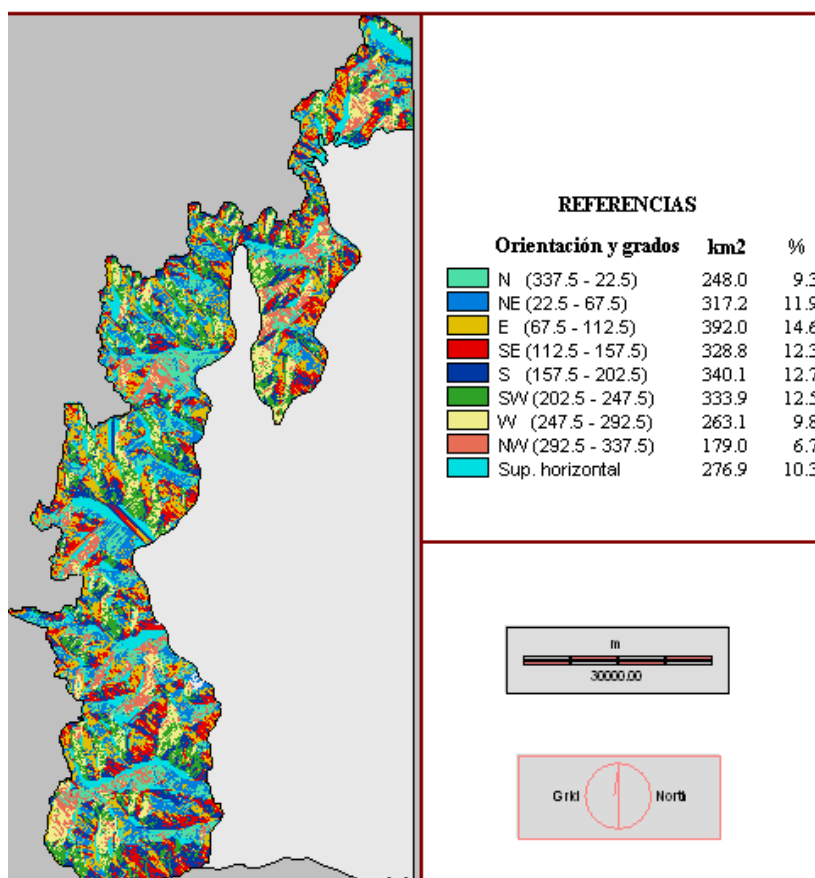 REFERENCIAS
Orientación y grados km2 %
N (337.5 - 22.5) 248.0 9.3
NE (22.5 - 67.5) 317.2 11.9
E (67.5 - 112.5) 392.0 14.6
SE (112.5 - 157.5) 328.8 12.3
S (157.5 - 202.5) 340.1 12.7
SW (202.5 - 247.5) 333.9 12.5
W (247.5 - 292.5) 263.1 9.8
NW (292.5 - 337.5) 179.0 6.7
Sup. horizontal 276.9 10.3
m
30000.00
Grid North